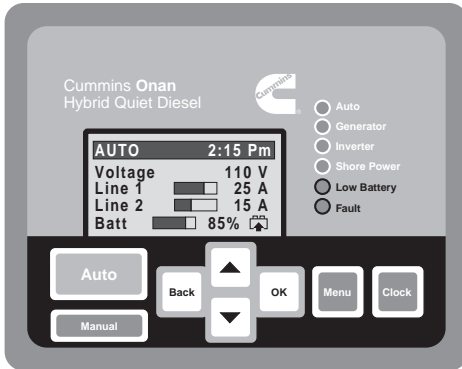 Cummins Onan
Hybrid Quiet Diesel
cummins
Auto
Generator
Inverter
Shore Power
Low Battery
Fault
AUTO 2:15 Pm
Voltage 110 V
Line 1 25 A
Line 2 15 A
Batt 85%
Auto
Manual
Back
OK
Menu
Clock